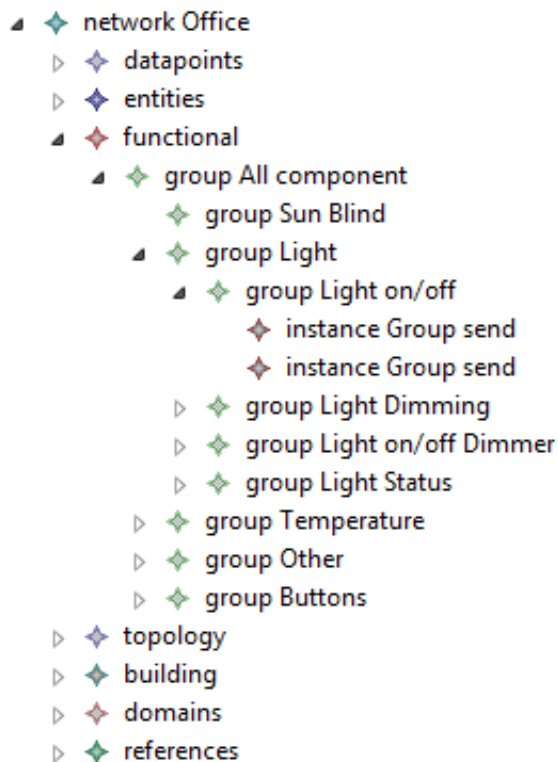 network Office
datapoints
entities
functional
group All component
group Sun Blind
group Light
group Light on/off
instance Group send
instance Group send
group Light Dimming
group Light on/off Dimmer
group Light Status
group Temperature
group Other
group Buttons
topology
building
domains
references